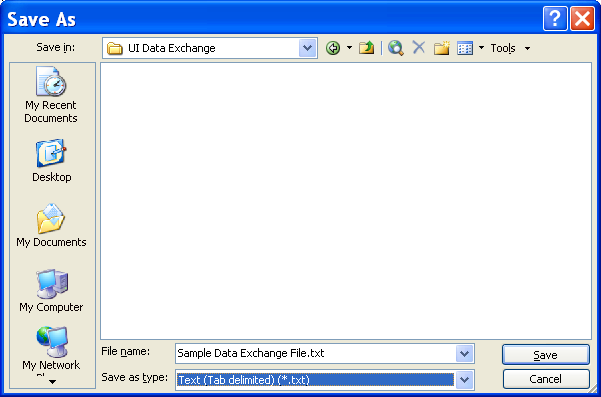 Save As
Save in:
UI Data Exchange
Tools
My Recent
Documents
Desktop
My Documents
My Computer
My Network
File name:
Sample Data Exchange File.txt
Save
Save as type:
Text (Tab delimited) (*.txt)
Cancel